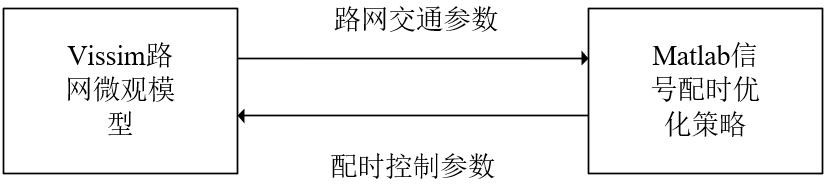 路网交通参数
Vissim路
网微观模
型
Matlab信
号配时优
化策略
配时控制参数